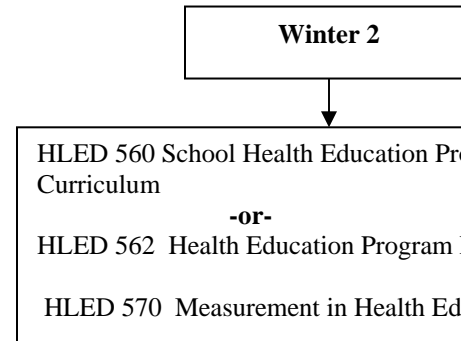 Winter 2
HLED 560 School Health Education Pr
Curriculum
-or-
HLED 562 Health Education Program
HLED 570 Measurement in Health Ed